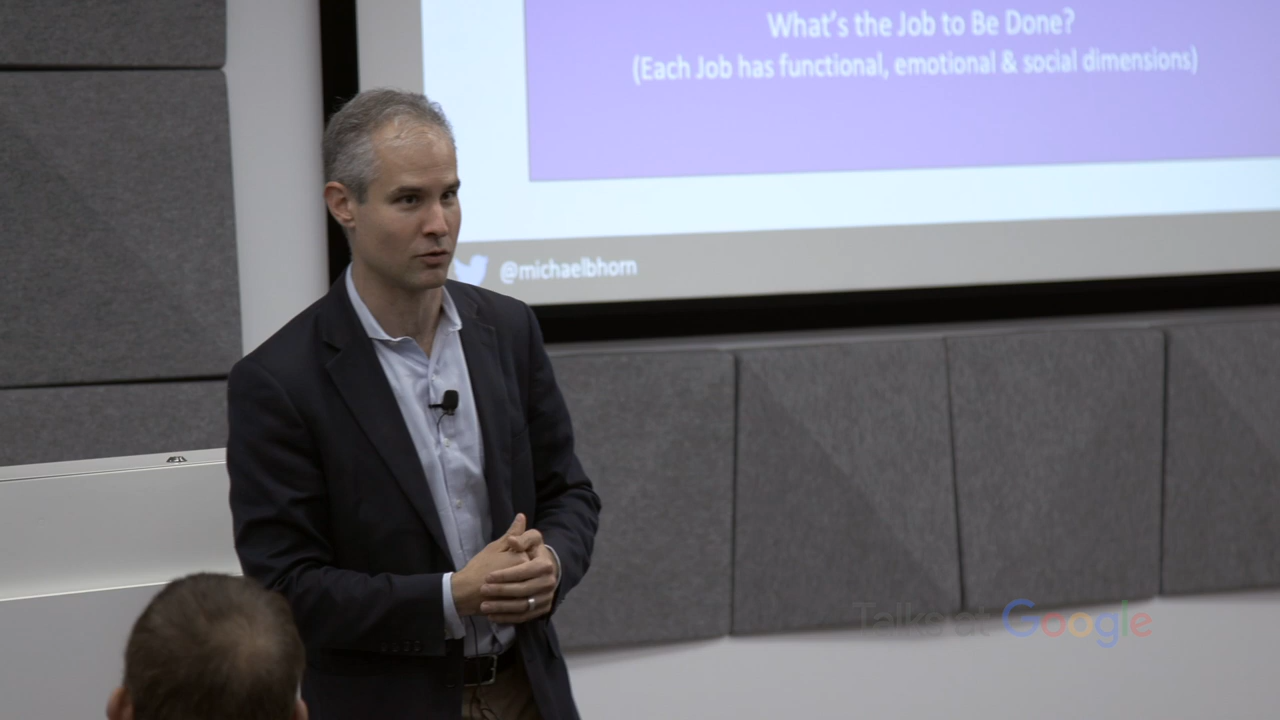 What's the Job to Be Done?
(Each Job has functional, emotional & social dimensions)
@michaelbhorn
Talks at Google